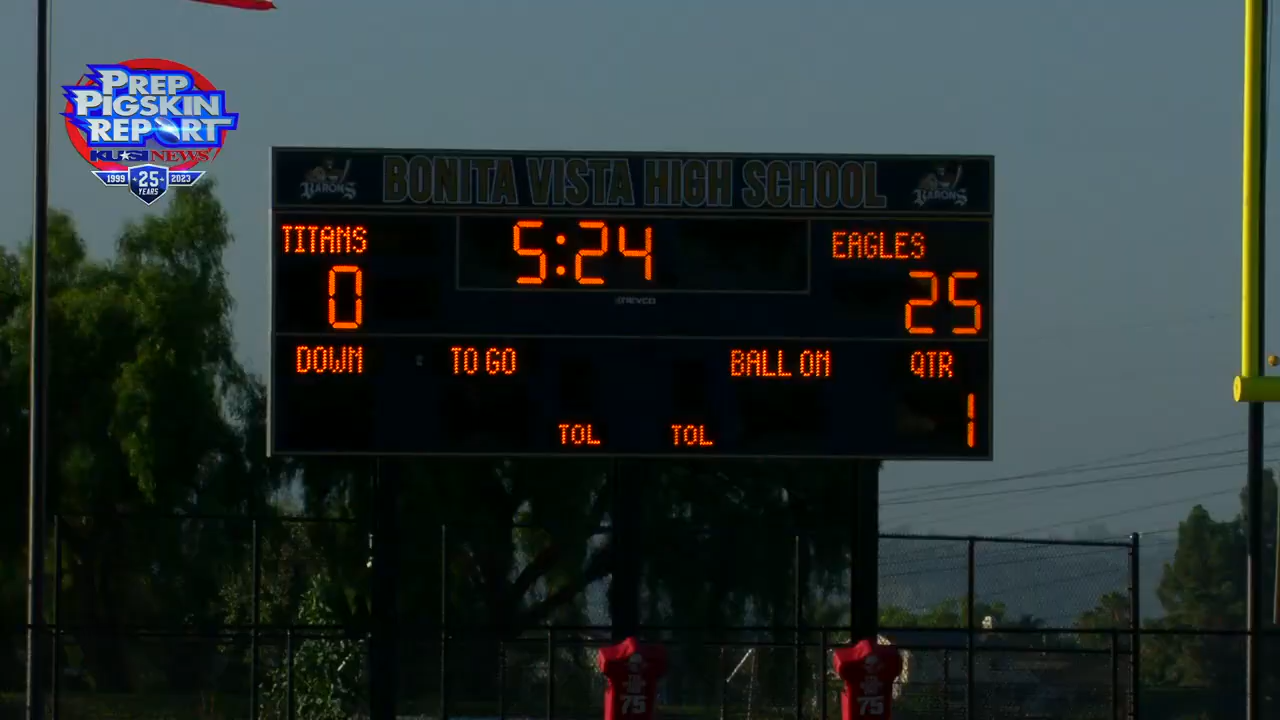 PREP
PIGSKIN
REPORT
KUSI NEWS
1999 25 YEARS 2023
BARONS BONITA VISTA HIGH SCHOOL BARONS
TITANS 5:24 EAGLES
0 25
NEVCO
DOWN TO GO BALL ON QTR
TOL TOL 1
75 75